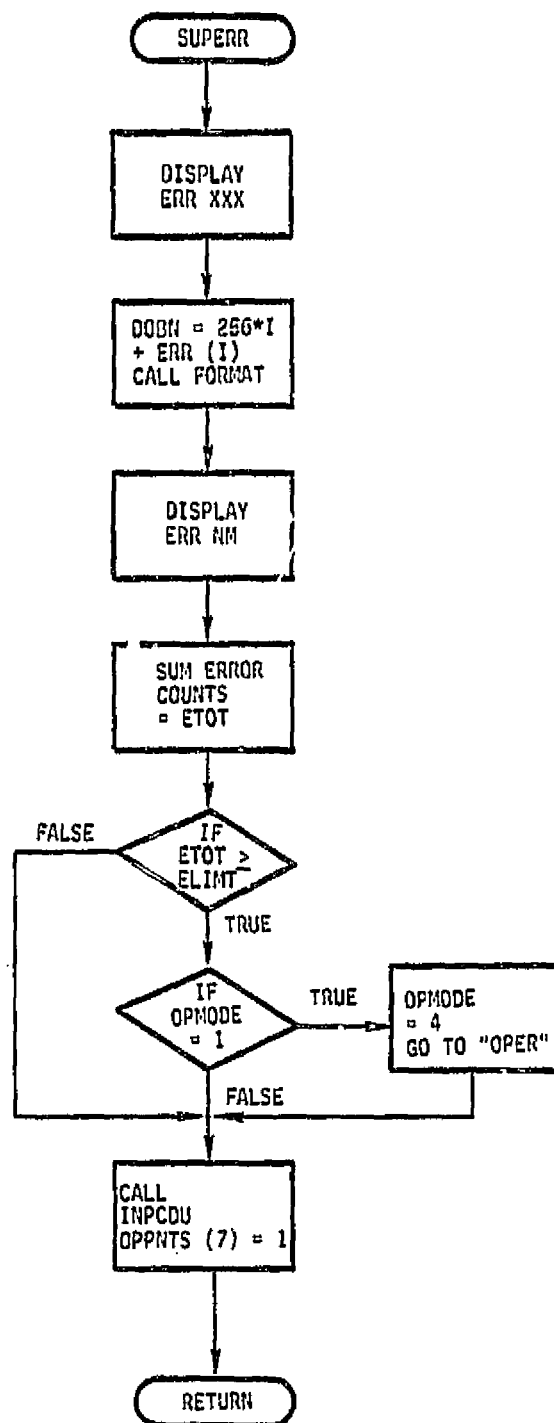 SUPERR
DISPLAY
ERR XXX
DOBN = 256*I
+ ERR (I)
CALL FORMAT
DISPLAY
ERR NM
SUM ERROR
COUNTS
= ETOT
FALSE
IF
ETOT ≥
ELIMT
TRUE
IF
OPMODE
= 1
TRUE
OPMODE
= 4
GO TO "OPER"
FALSE
CALL
INPCDU
OPPNTS (7) = 1
RETURN